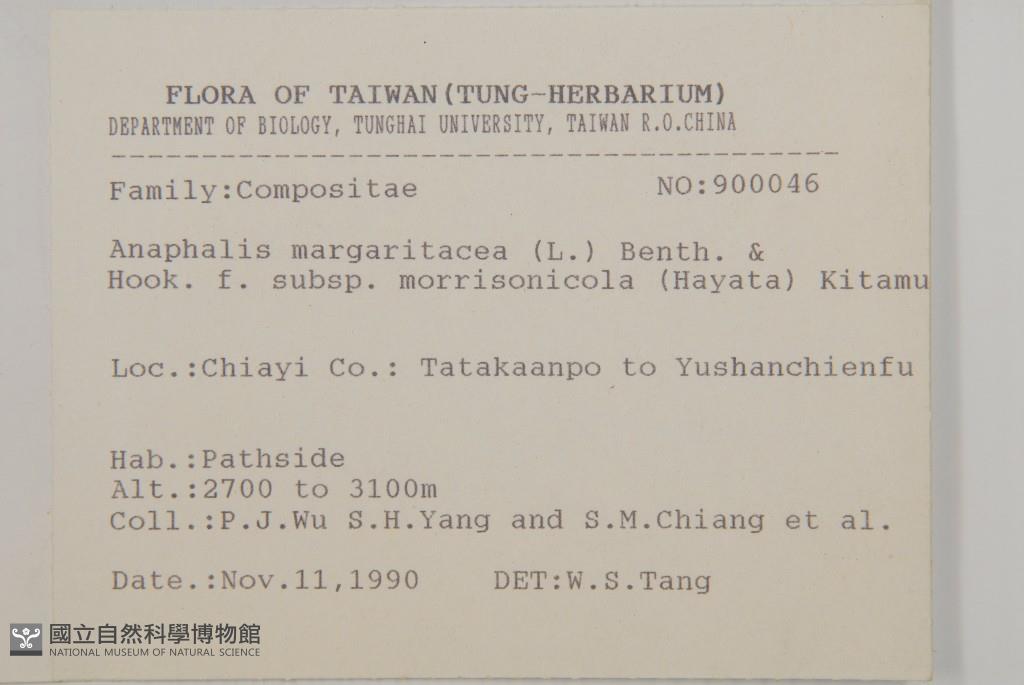 FLORA OF TAIWAN(TUNG-HERBARIUM)
DEPARTMENT OF BIOLOGY, TUNGHAI UNIVERSITY, TAIWAN R.O.CHINA
Family:Compositae NO:900046
Anaphalis margaritacea (L.) Benth. &
Hook. f. subsp. morrisonicola (Hayata) Kitamu
Loc.:Chiayi Co.: Tatakaanpo to Yushanchienfu
Hab.:Pathside
Alt.:2700 to 3100m
Coll.:P.J.Wu S.H.Yang and S.M.Chiang et al.
Date.:Nov.11,1990 DET:W.S.Tang
國立自然科學博物館
NATIONAL MUSEUM OF NATURAL SCIENCE